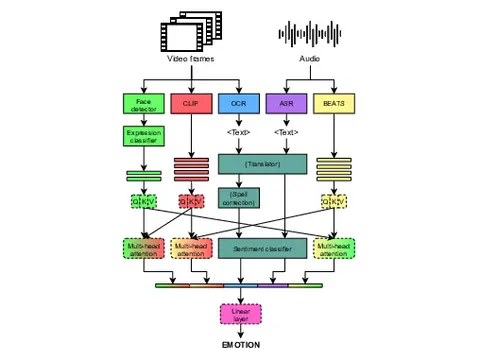 Video frames
Audio
Face
detector
CLIP
OCR
ASR
BEATS
Expression
classifier
<Text>
<Text>
(Translator)
(Spell
correction)
Q K V
Q K V
Q K V
Multi-head
attention
Multi-head
attention
Sentiment classifier
Multi-head
attention
Linear
layer
EMOTION